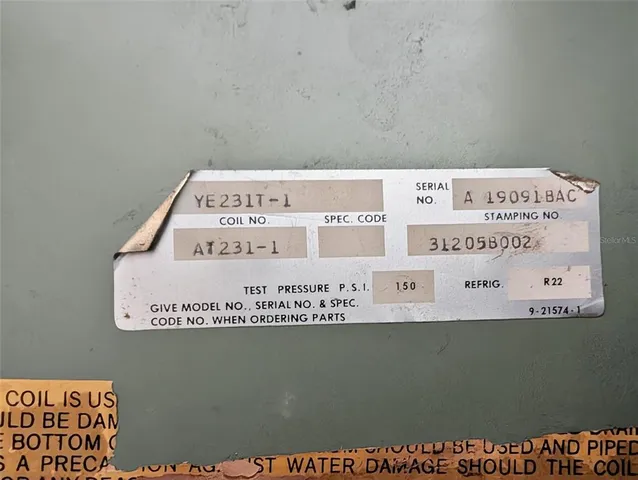 YE231T-1 SERIAL NO. A 19091BAC
COIL NO. SPEC. CODE STAMPING NO.
AT231-1 31205B002
TEST PRESSURE P.S.I. 150 REFRIG. R22
GIVE MODEL NO., SERIAL NO. & SPEC.
CODE NO. WHEN ORDERING PARTS 9-21574-1
StellarMLS
COIL IS US
ULD BE DAM
BOTTOM SHOULD BE USED AND PIPED
S A PRECA WATER DAMAGE SHOULD THE COIL